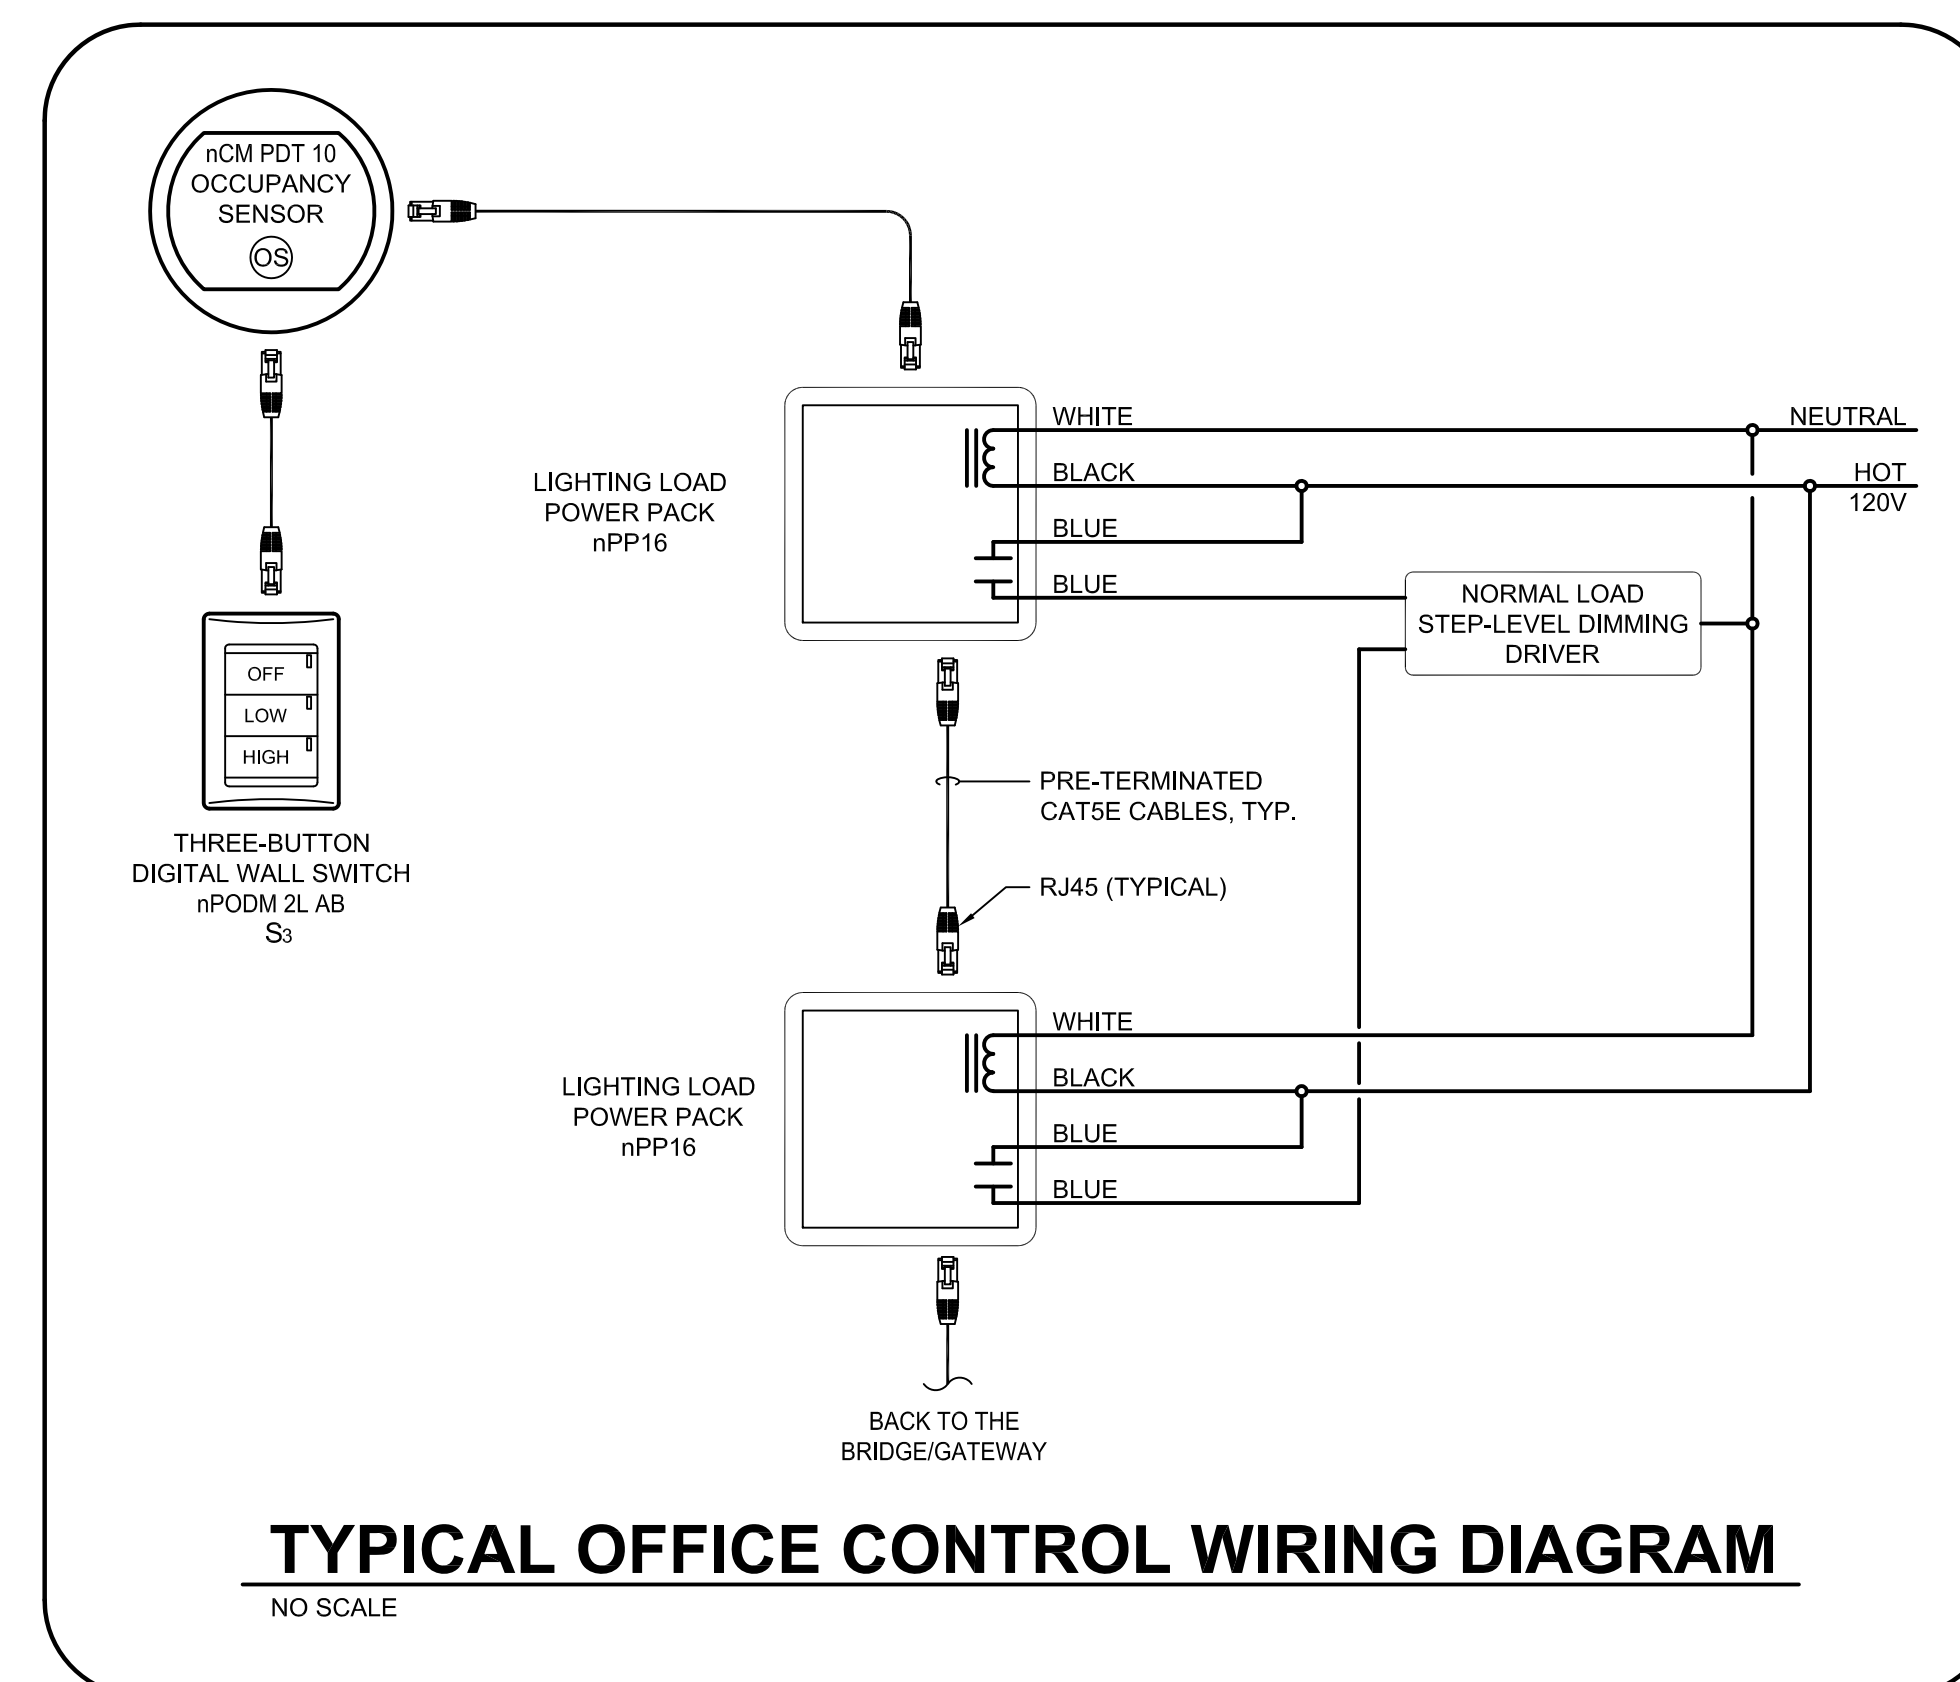 nCM PDT 10
OCCUPANCY
SENSOR
OS
WHITE
NEUTRAL
BLACK
HOT
120V
LIGHTING LOAD
POWER PACK
nPP16
BLUE
BLUE
NORMAL LOAD
STEP-LEVEL DIMMING
DRIVER
OFF
LOW
HIGH
THREE-BUTTON
DIGITAL WALL SWITCH
nPODM 2L AB
S3
PRE-TERMINATED
CAT5E CABLES, TYP.
RJ45 (TYPICAL)
WHITE
BLACK
LIGHTING LOAD
POWER PACK
nPP16
BLUE
BLUE
BACK TO THE
BRIDGE/GATEWAY
TYPICAL OFFICE CONTROL WIRING DIAGRAM
NO SCALE